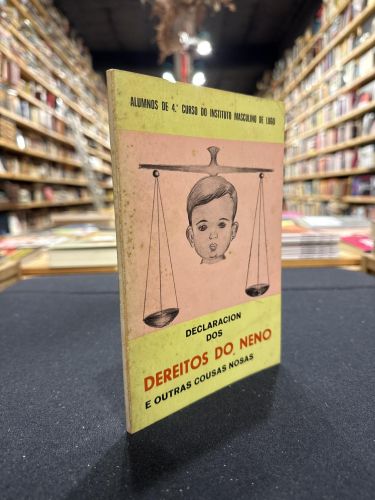 ALUMNOS DE 4.º CURSO DO INSTITUTO MASCULINO DE LUGO
DECLARACION
DOS
DEREITOS DO NENO
E OUTRAS COUSAS NOSAS